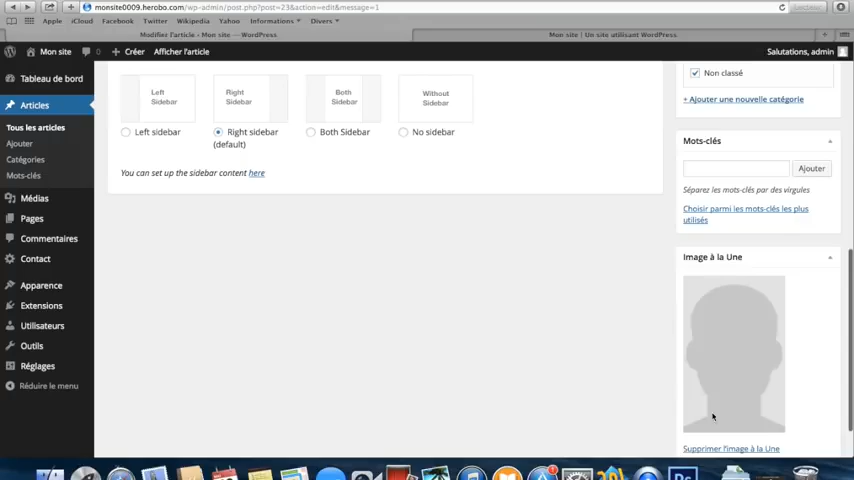 monsite0009.herobo.com/wp-admin/post.php?post=23&action=edit&message=1
Lecteur
Apple iCloud Facebook Twitter Wikipedia Yahoo Informations Divers
Modifier l'article ‹ Mon site — WordPress
Mon site | Un site utilisant WordPress
Mon site 0 Créer Afficher l'article Salutations, admin
Tableau de bord
Articles
Tous les articles
Ajouter
Catégories
Mots-clés
Médias
Pages
Commentaires
Contact
Apparence
Extensions
Utilisateurs
Outils
Réglages
Réduire le menu
Left
Sidebar
Right
Sidebar
Both
Sidebar
Without
Sidebar
Left sidebar
Right sidebar
(default)
Both Sidebar
No sidebar
You can set up the sidebar content here
Non classé
+ Ajouter une nouvelle catégorie
Mots-clés
Ajouter
Séparez les mots-clés par des virgules
Choisir parmi les mots-clés les plus
utilisés
Image à la Une
Supprimer l'image à la Une
Ps